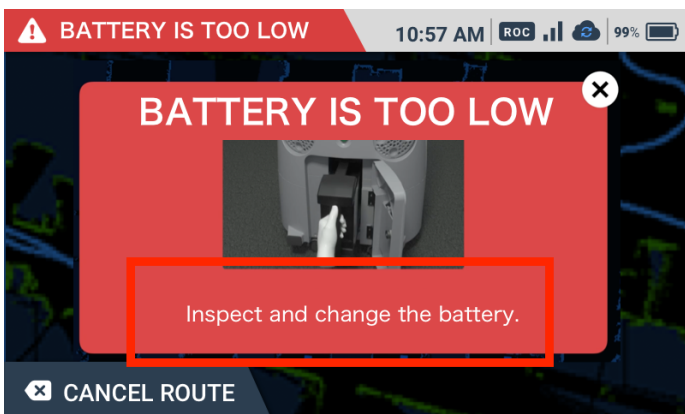 BATTERY IS TOO LOW
10:57 AM ROC 99%
BATTERY IS TOO LOW
Inspect and change the battery.
CANCEL ROUTE